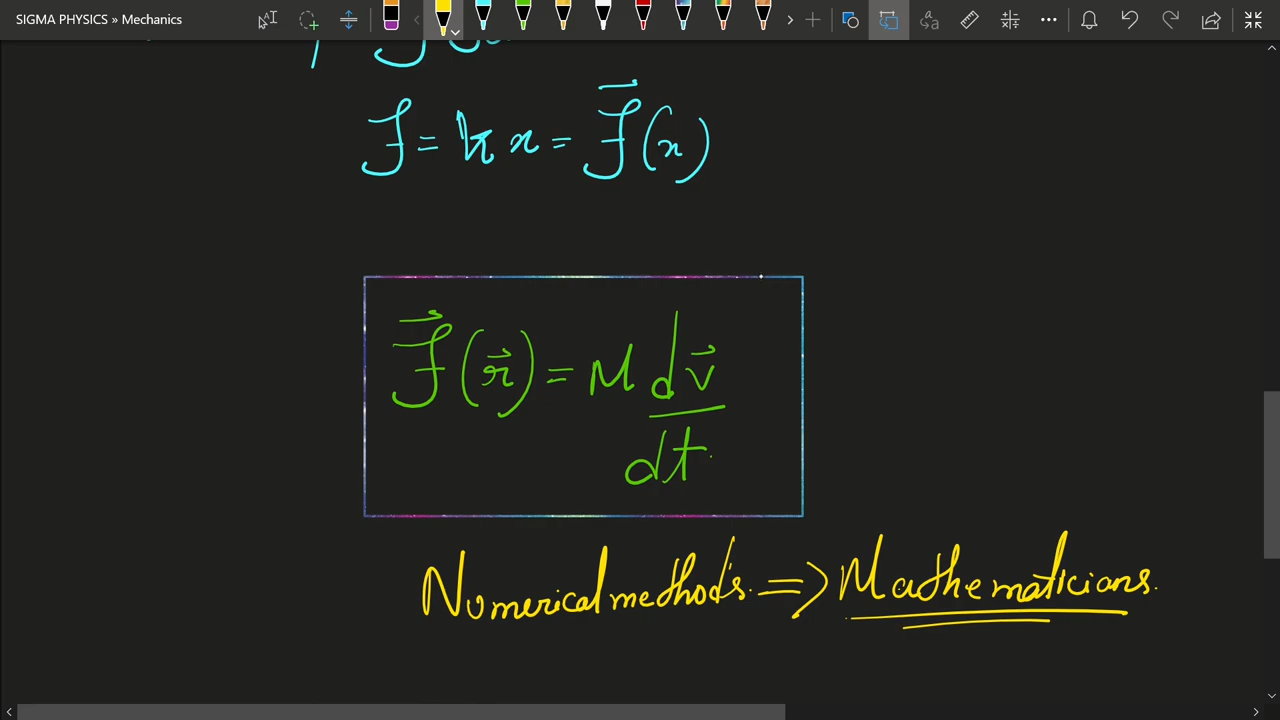 SIGMA PHYSICS » Mechanics
F = kx = F⃗(x)
F⃗(r⃗) = M dv⃗/dt
Numerical methods. => Mathematicians.